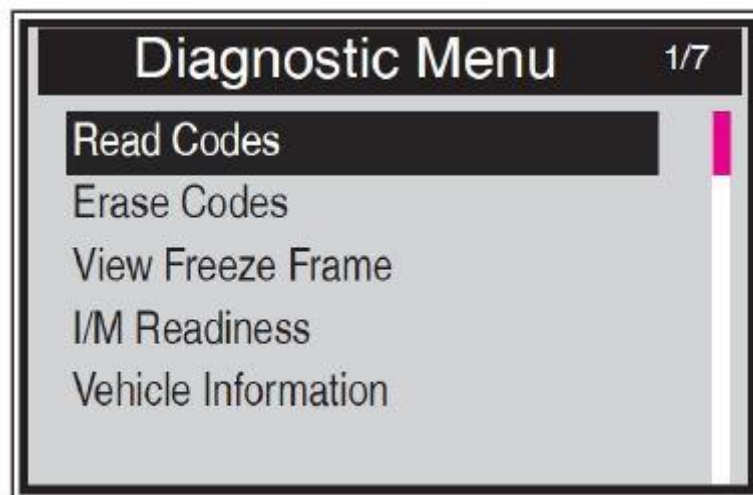 Diagnostic Menu 1/7
Read Codes
Erase Codes
View Freeze Frame
I/M Readiness
Vehicle Information